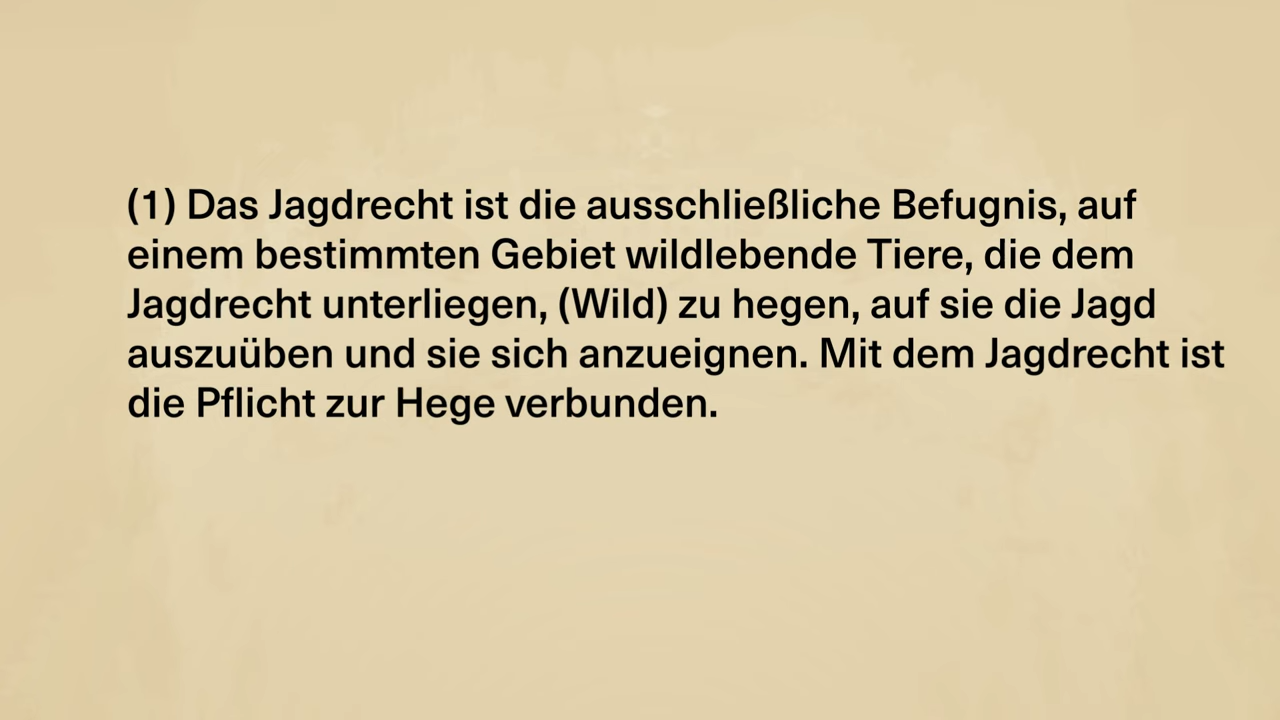 (1) Das Jagdrecht ist die ausschließliche Befugnis, auf
einem bestimmten Gebiet wildlebende Tiere, die dem
Jagdrecht unterliegen, (Wild) zu hegen, auf sie die Jagd
auszuüben und sie sich anzueignen. Mit dem Jagdrecht ist
die Pflicht zur Hege verbunden.